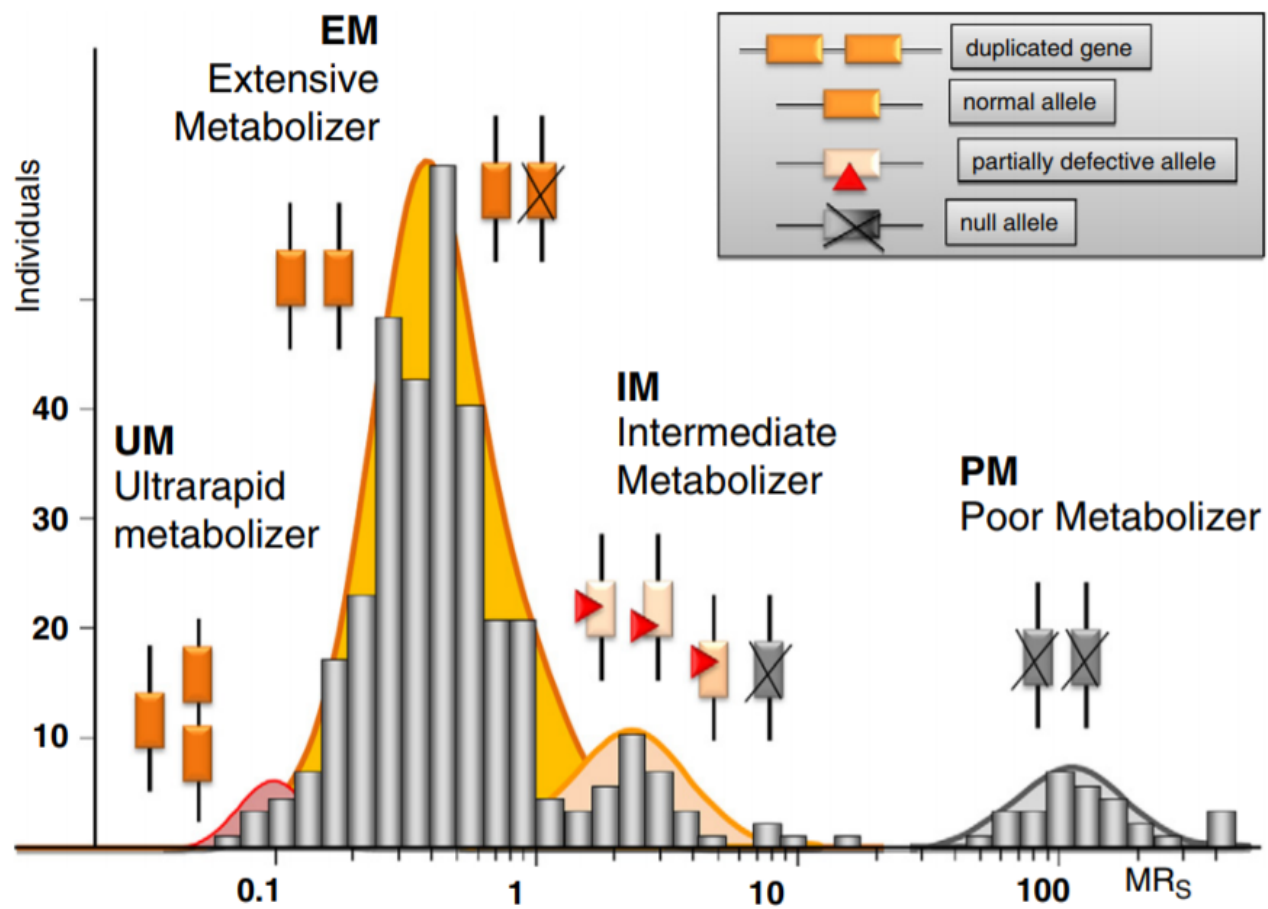 EM
Extensive
Metabolizer
duplicated gene
normal allele
partially defective allele
null allele
Individuals
40
30
20
10
UM
Ultrarapid
metabolizer
IM
Intermediate
Metabolizer
PM
Poor Metabolizer
0.1
1
10
100
MRS